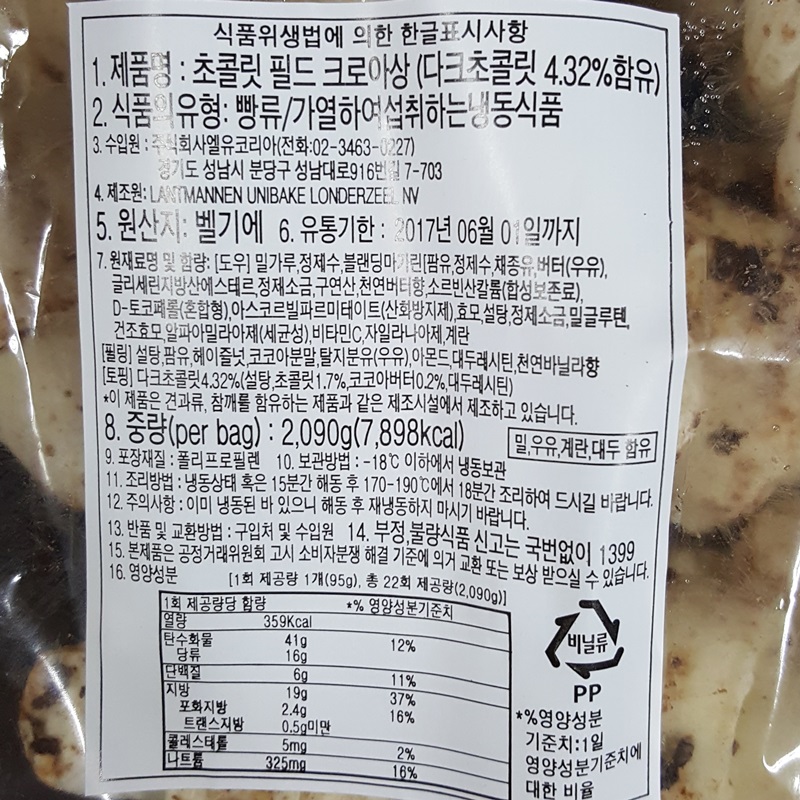 식품위생법에 의한 한글표시사항
1. 제품명 : 초콜릿 필드 크로아상 (다크초콜릿 4.32%함유)
2. 식품의유형: 빵류/가열하여섭취하는냉동식품
3. 수입원 : 주식회사엘유코리아(전화:02-3463-0227)
경기도 성남시 분당구 성남대로916번길 7-703
4. 제조원: LANTMANNEN UNIBAKE LONDERZEEL NV
5. 원산지: 벨기에 6. 유통기한 : 2017년 06월 01일까지
7. 원재료명 및 함량: [도우] 밀가루,정제수,블랜딩마가린(팜유,정제수,채종유,버터(우유),
글리세린지방산에스테르,정제소금,구연산,천연버터향,소르빈산칼륨(합성보존료),
D-토코페롤(혼합형),아스코르빌파르미테이트(산화방지제),효모,설탕,정제소금,밀글루텐,
건조효모,알파아밀라아제(세균성),비타민C,자일라나아제,계란
[필링] 설탕,팜유,헤이즐넛,코코아분말,탈지분유(우유),아몬드,대두레시틴,천연바닐라향
[토핑] 다크초콜릿4.32%(설탕,초콜릿1.7%,코코아버터0.2%,대두레시틴)
*이 제품은 견과류, 참깨를 함유하는 제품과 같은 제조시설에서 제조하고 있습니다.
8. 중량(per bag) : 2,090g(7,898kcal) 밀,우유,계란,대두 함유
9. 포장재질 : 폴리프로필렌 10. 보관방법 : -18℃ 이하에서 냉동보관
11. 조리방법 : 냉동상태 혹은 15분간 해동 후 170-190℃에서 18분간 조리하여 드시길 바랍니다.
12. 주의사항 : 이미 냉동된 바 있으니 해동 후 재냉동하지 마시기 바랍니다.
13. 반품 및 교환방법 : 구입처 및 수입원 14. 부정,불량식품 신고는 국번없이 1399
15. 본제품은 공정거래위원회 고시 소비자분쟁 해결 기준에 의거 교환 또는 보상 받으실 수 있습니다.
16. 영양성분 [1회 제공량 1개(95g), 총 22회 제공량(2,090g)]
1회 제공량당 함량 *% 영양성분기준치
열량 359Kcal
탄수화물 41g 12%
당류 16g
단백질 6g 11%
지방 19g 37%
포화지방 2.4g 16%
트랜스지방 0.5g미만
콜레스테롤 5mg 2%
나트륨 325mg 16%
비닐류
PP
*%영양성분
기준치:1일
영양성분기준치에
대한 비율